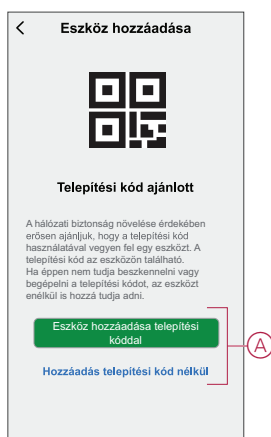 Eszköz hozzáadása
Telepítési kód ajánlott
A hálózati biztonság növelése érdekében
erősen ajánljuk, hogy a telepítési kód
használatával vegyen fel egy eszközt. A
telepítési kód az eszközön található.
Ha éppen nem tudja beszkennelni vagy
begépelni a telepítési kódot, az eszközt
enélkül is hozzá tudja adni.
Eszköz hozzáadása telepítési
kóddal
A
Hozzáadás telepítési kód nélkül